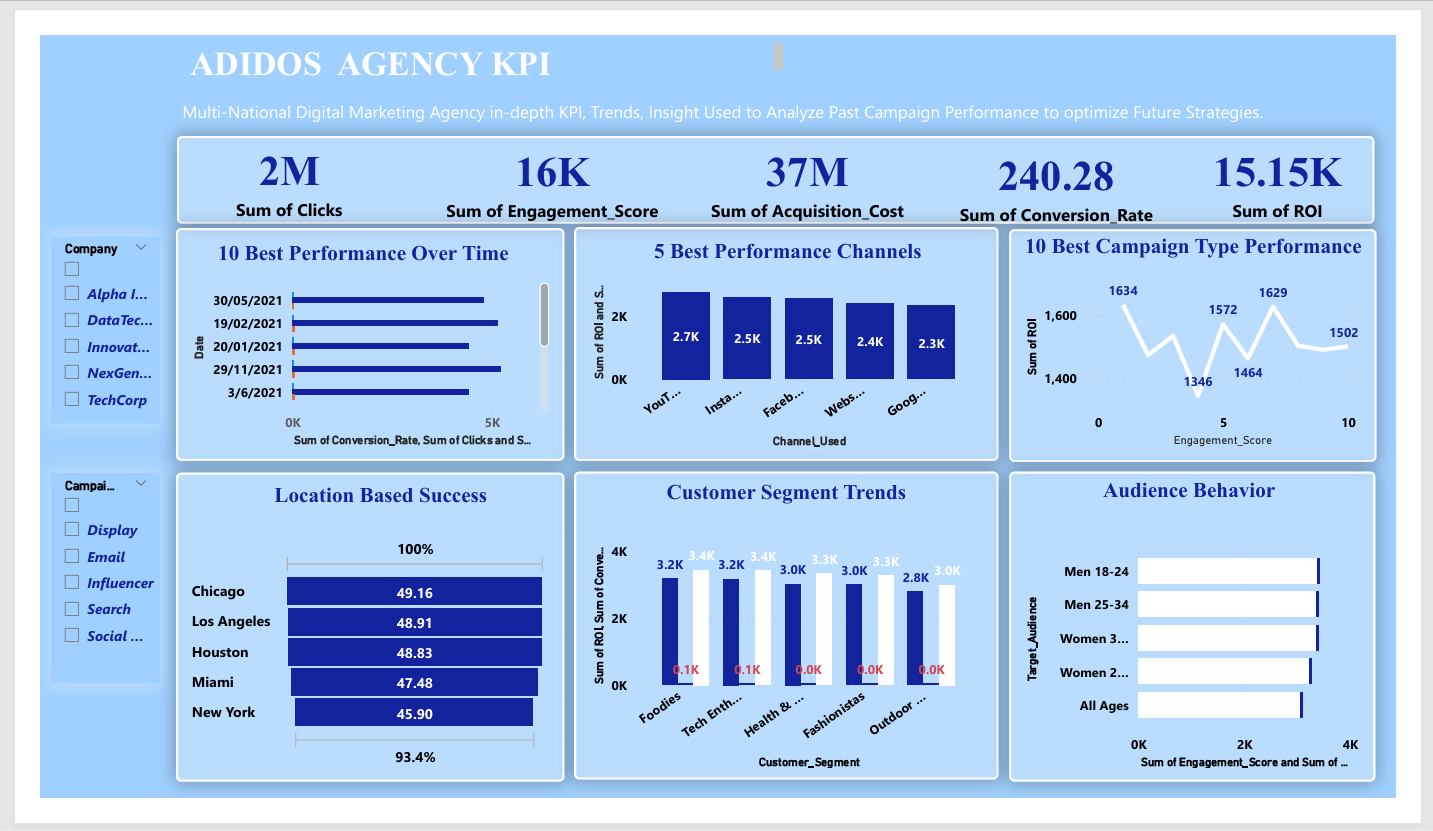 ADIDOS AGENCY KPI
Multi-National Digital Marketing Agency in-depth KPI, Trends, Insight Used to Analyze Past Campaign Performance to optimize Future Strategies.
2M
Sum of Clicks
16K
Sum of Engagement_Score
37M
Sum of Acquisition_Cost
240.28
Sum of Conversion_Rate
15.15K
Sum of ROI
Company
Alpha I...
DataTec...
Innovat...
NexGen...
TechCorp
Campai...
Display
Email
Influencer
Search
Social ...
10 Best Performance Over Time
Date
30/05/2021
19/02/2021
20/01/2021
29/11/2021
3/6/2021
0K 5K
Sum of Conversion_Rate, Sum of Clicks and S...
5 Best Performance Channels
Sum of ROI and S...
2K
0K
2.7K 2.5K 2.5K 2.4K 2.3K
YouT... Insta... Faceb... Webs... Goog...
Channel_Used
10 Best Campaign Type Performance
Sum of ROI
1,600
1,400
1634 1346 1572 1464 1629 1502
0 5 10
Engagement_Score
Location Based Success
100%
Chicago 49.16
Los Angeles 48.91
Houston 48.83
Miami 47.48
New York 45.90
93.4%
Customer Segment Trends
Sum of ROI, Sum of Conve...
4K
2K
0K
3.2K 3.4K 3.2K 3.4K 3.0K 3.3K 3.0K 3.3K 2.8K 3.0K
0.1K 0.1K 0.0K 0.0K 0.0K
Foodies Tech Enth... Health & ... Fashionistas Outdoor ...
Customer_Segment
Audience Behavior
Target_Audience
Men 18-24
Men 25-34
Women 3...
Women 2...
All Ages
0K 2K 4K
Sum of Engagement_Score and Sum of ...